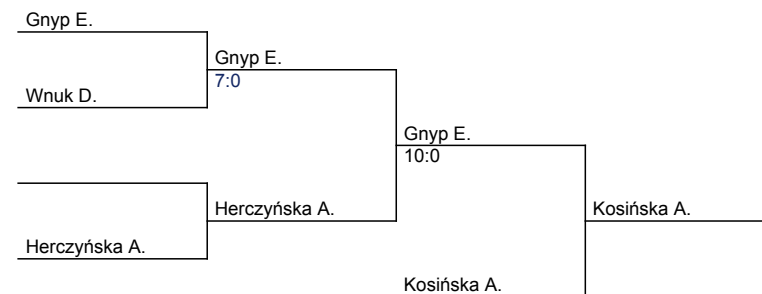 Gnyp E.
Gnyp E.
7:0
Wnuk D.
Gnyp E.
10:0
Herczyńska A.
Kosińska A.
Herczyńska A.
Kosińska A.